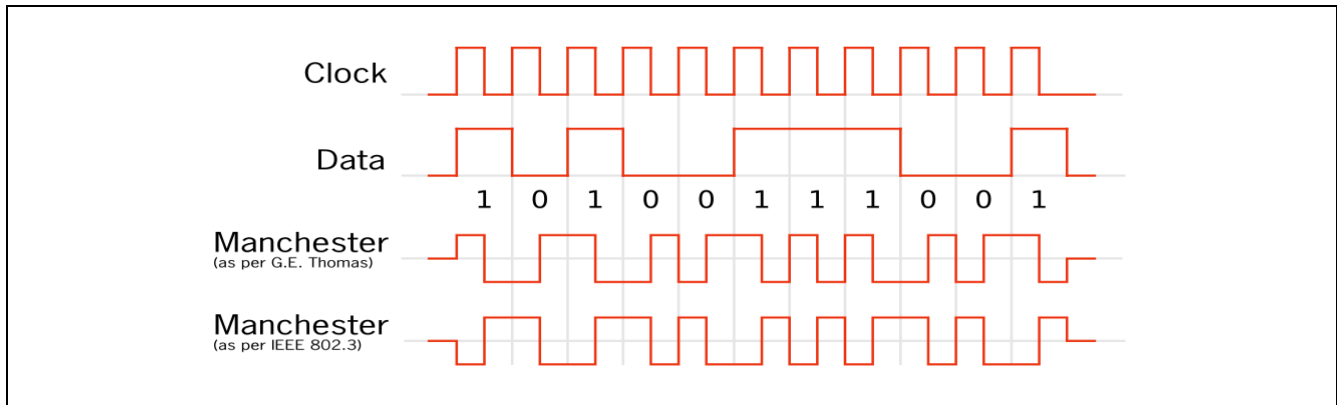 Clock
Data
1 0 1 0 0 1 1 1 0 0 1
Manchester
(as per G.E. Thomas)
Manchester
(as per IEEE 802.3)